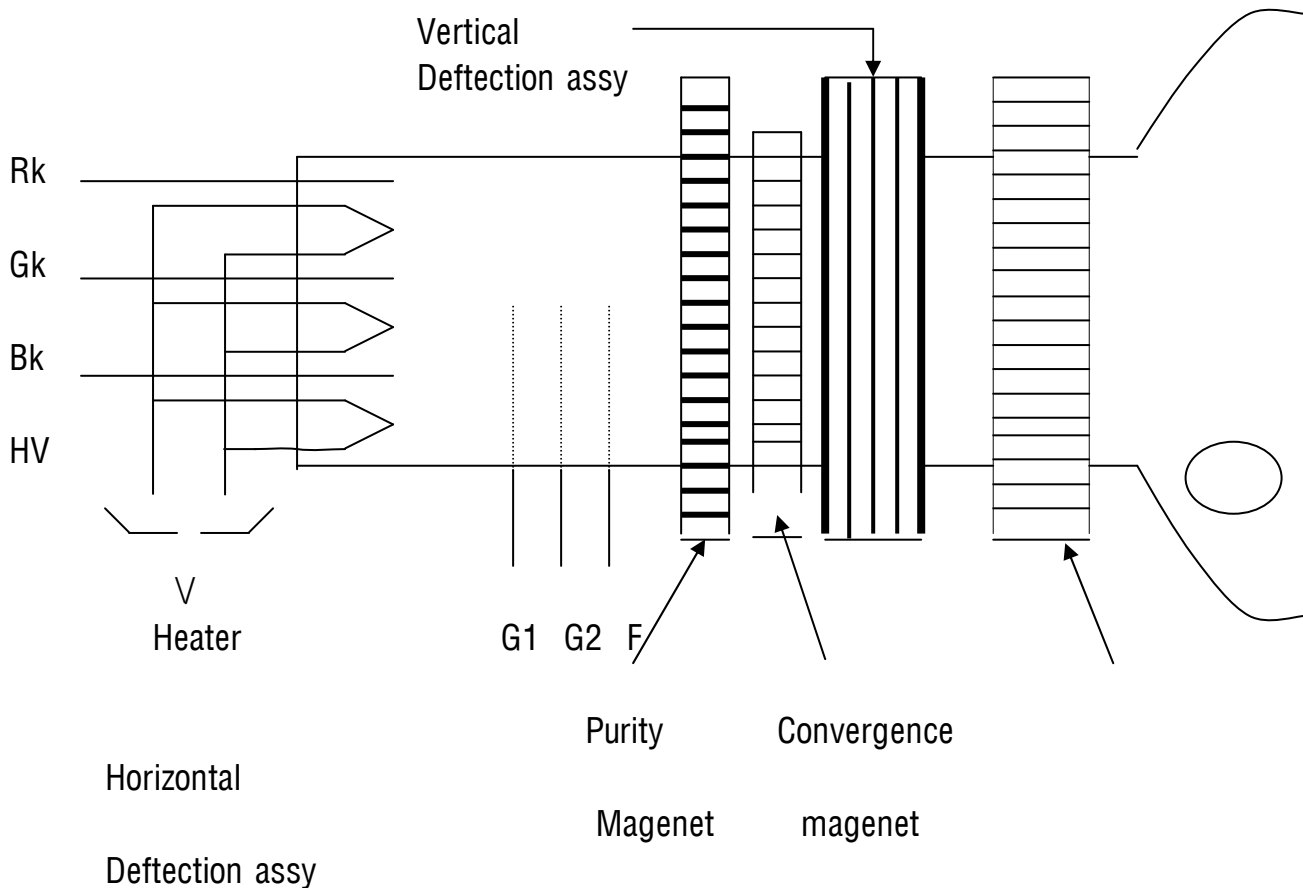 Vertical
Deftection assy
Rk
Gk
Bk
HV
V
Heater
G1 G2 F
Purity Convergence
Horizontal
Magenet magenet
Deftection assy